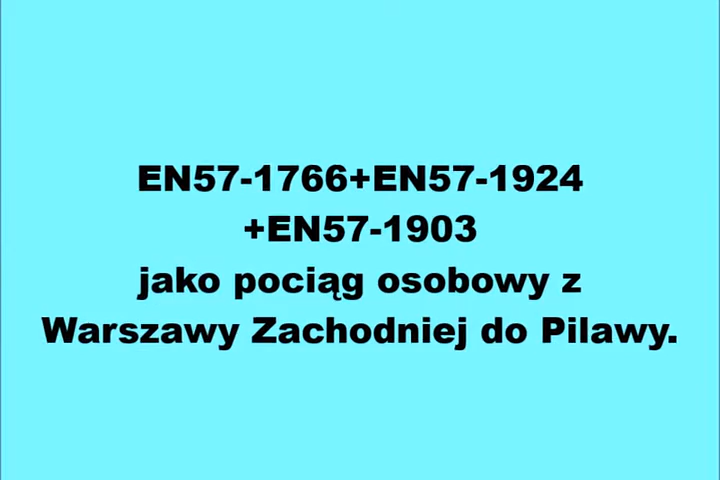 EN57-1766+EN57-1924
+EN57-1903
jako pociąg osobowy z
Warszawy Zachodniej do Pilawy.